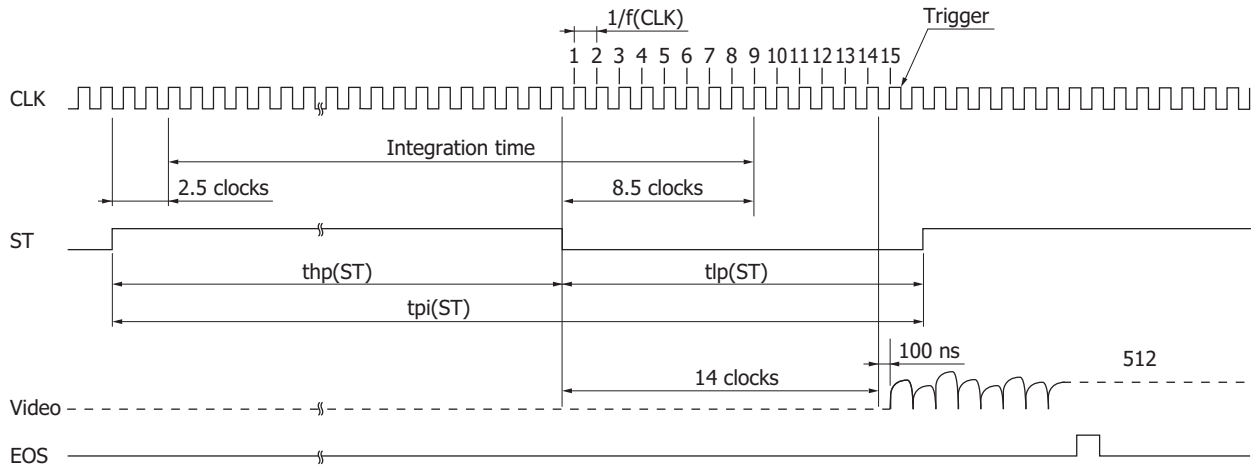 1/f(CLK)
Trigger
1 2 3 4 5 6 7 8 9 10 11 12 13 14 15
CLK
Integration time
2.5 clocks
8.5 clocks
ST
thp(ST)
tlp(ST)
tpi(ST)
100 ns
512
14 clocks
Video
EOS